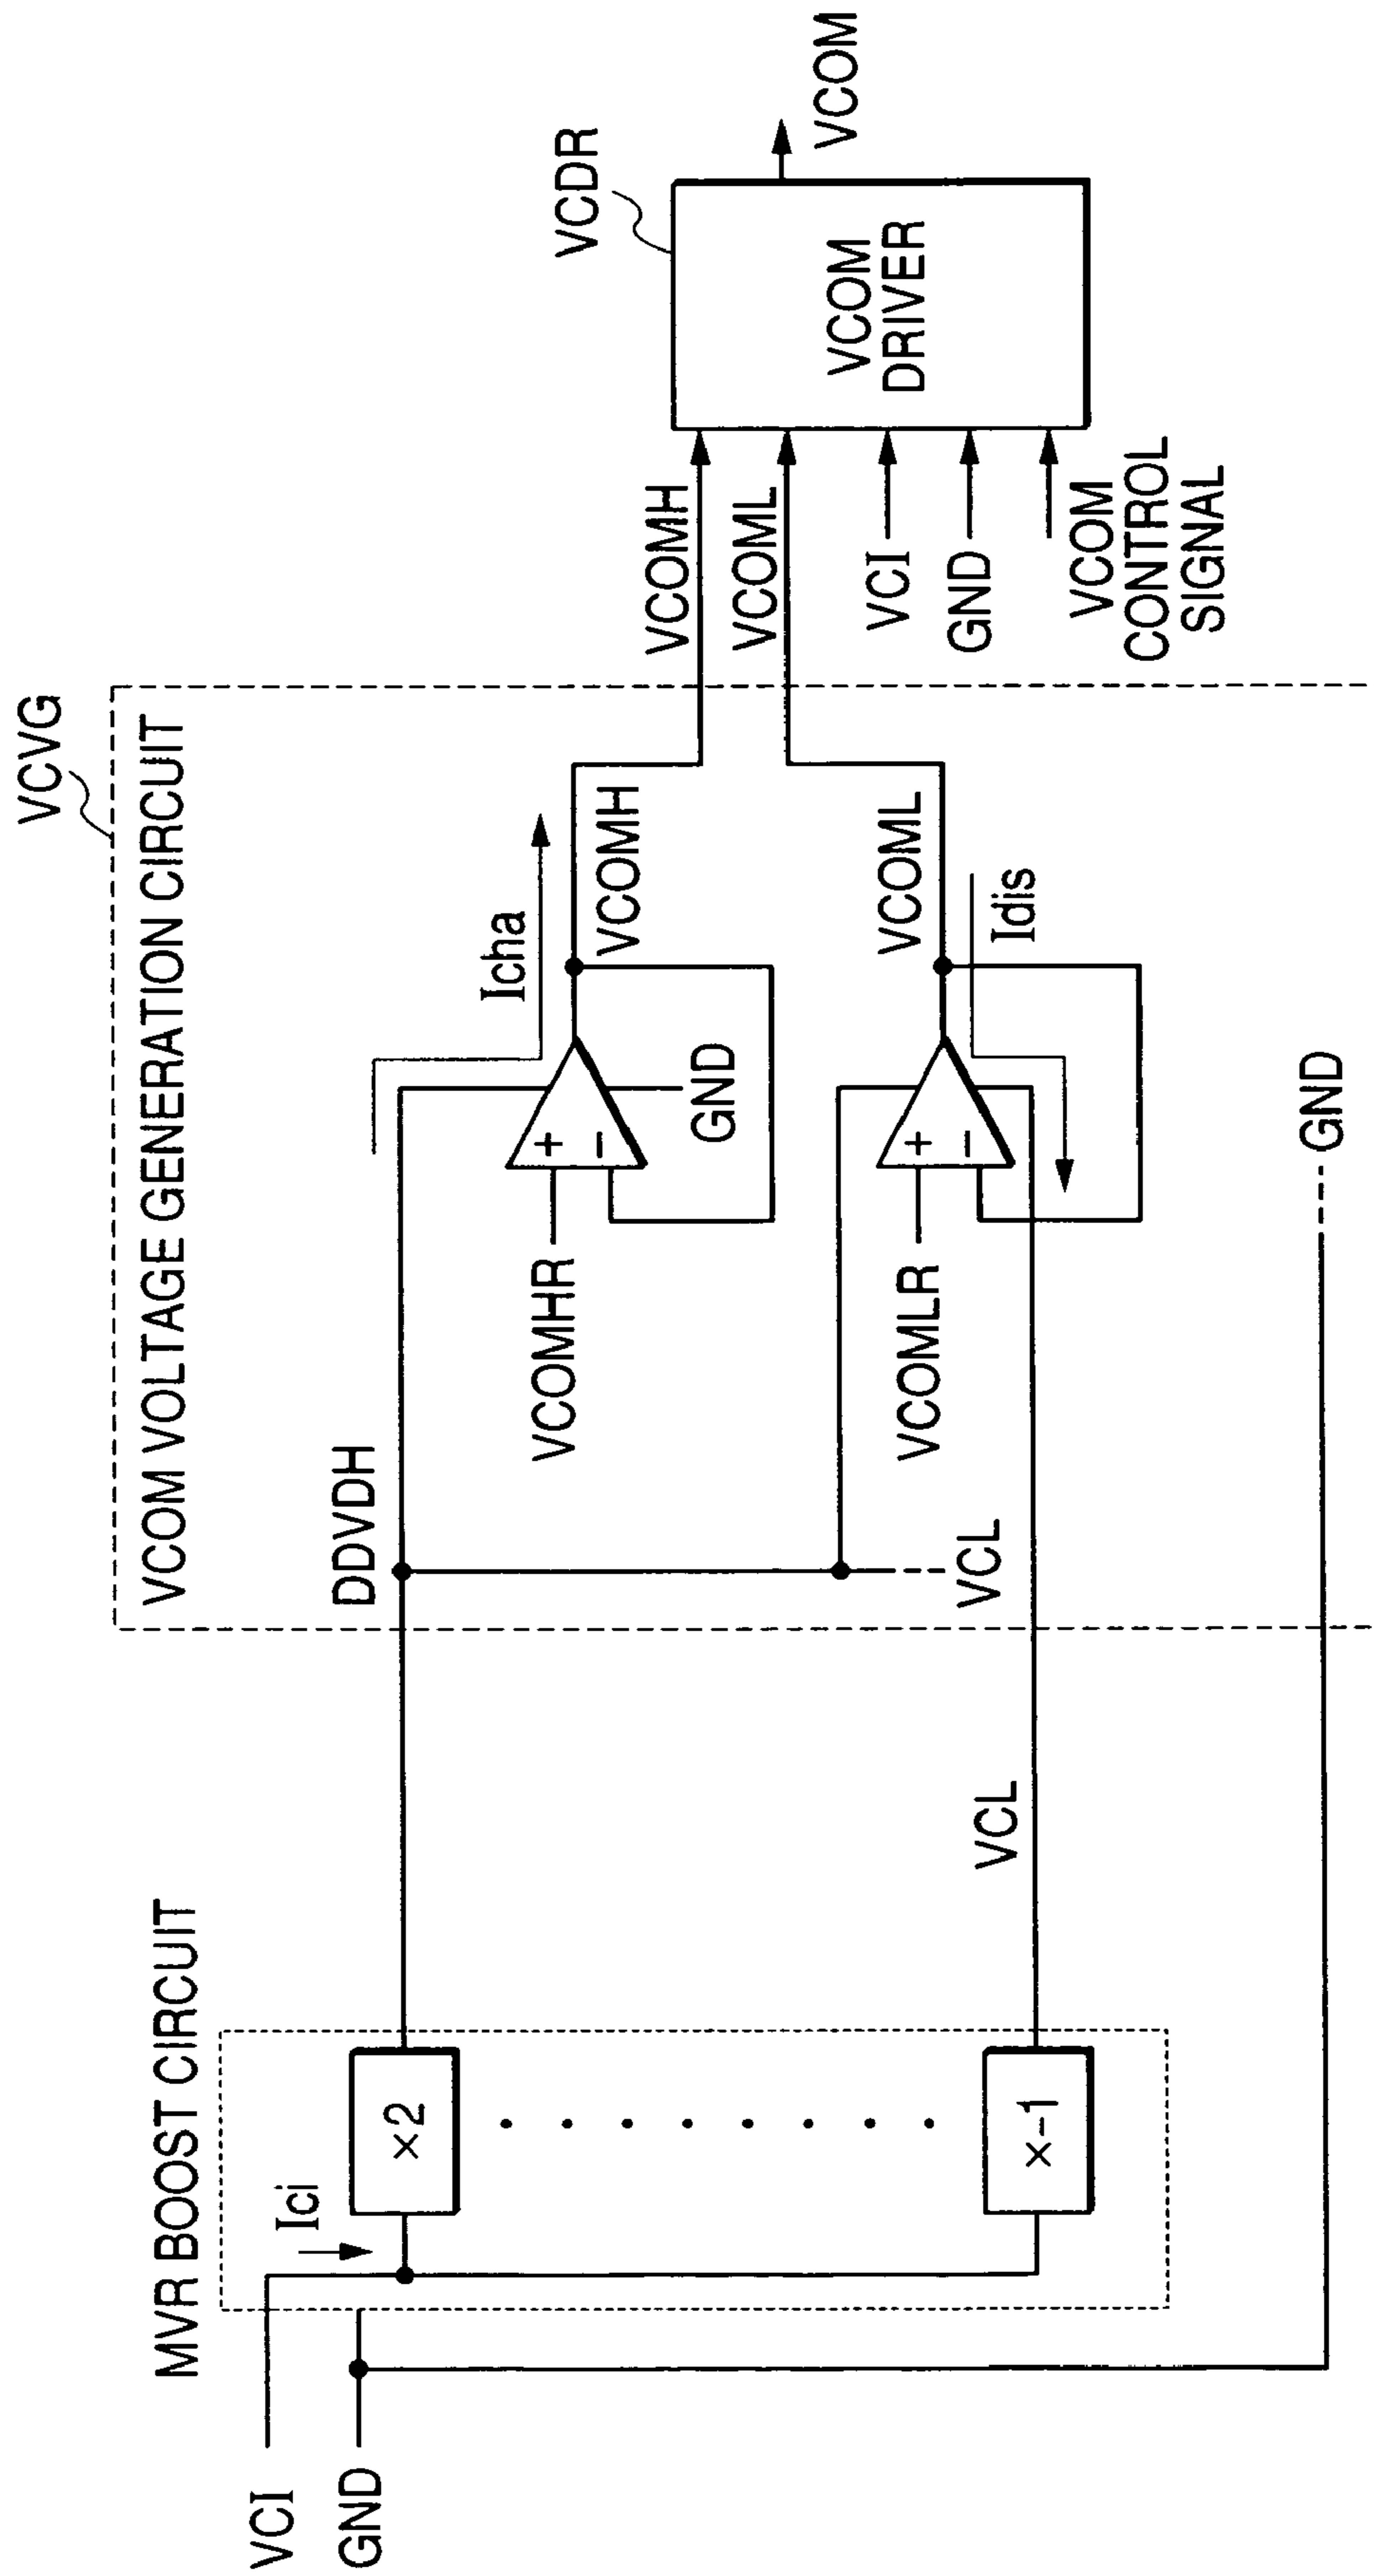 VCVG
VCOM VOLTAGE GENERATION CIRCUIT
MVR BOOST CIRCUIT
VCI
GND
Ici
×2
×-1
VCL
DDVDH
VCL
VCOMHR
+
−
GND
Icha
VCOMH
VCOMLR
+
−
VCOML
Idis
GND
VCOMH
VCOML
VCI
GND
VCOM
CONTROL
SIGNAL
VCDR
VCOM
DRIVER
VCOM